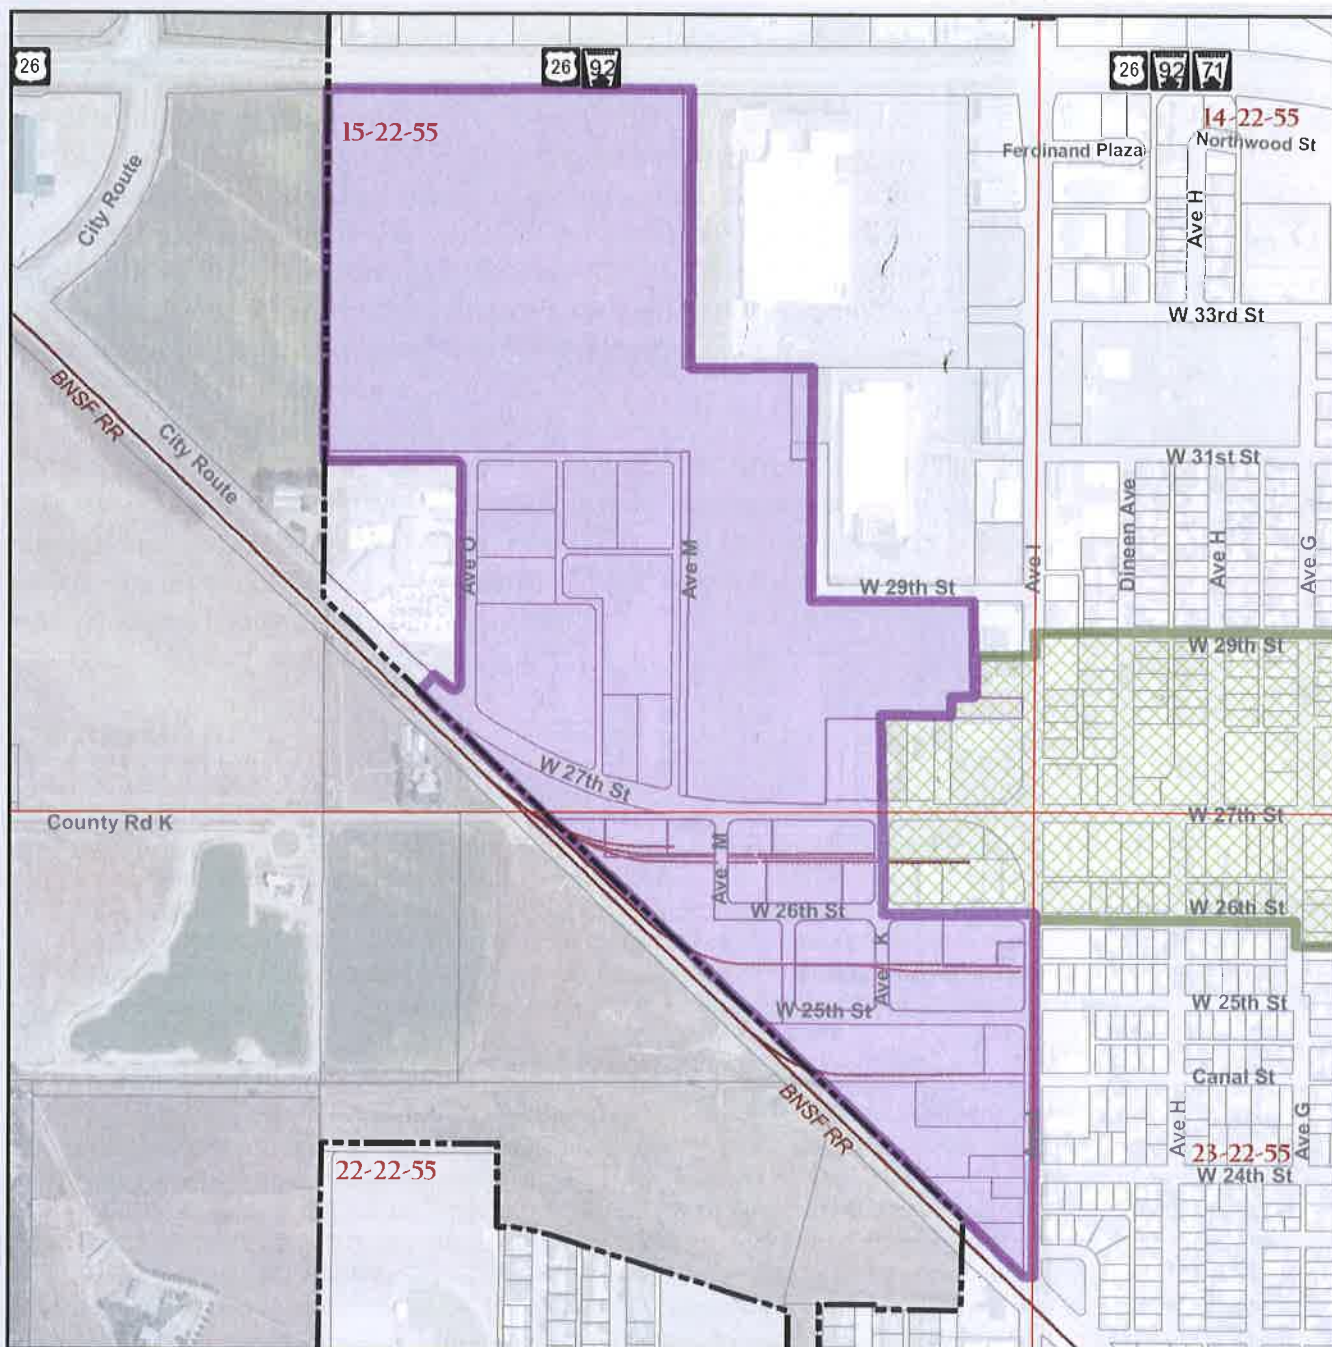 26
26 92
26 92 71
15-22-55
14-22-55
Northwood St
Ferdinand Plaza
City Route
Ave H
W 33rd St
BNSF RR
City Route
W 31st St
Ave O
Ave M
Ave I
Dineen Ave
Ave H
Ave G
W 29th St
W 29th St
W 27th St
County Rd K
W 27th St
Ave M
W 26th St
W 26th St
Ave K
W 25th St
W 25th St
Canal St
BNSF RR
Ave H
Ave G
22-22-55
23-22-55
W 24th St